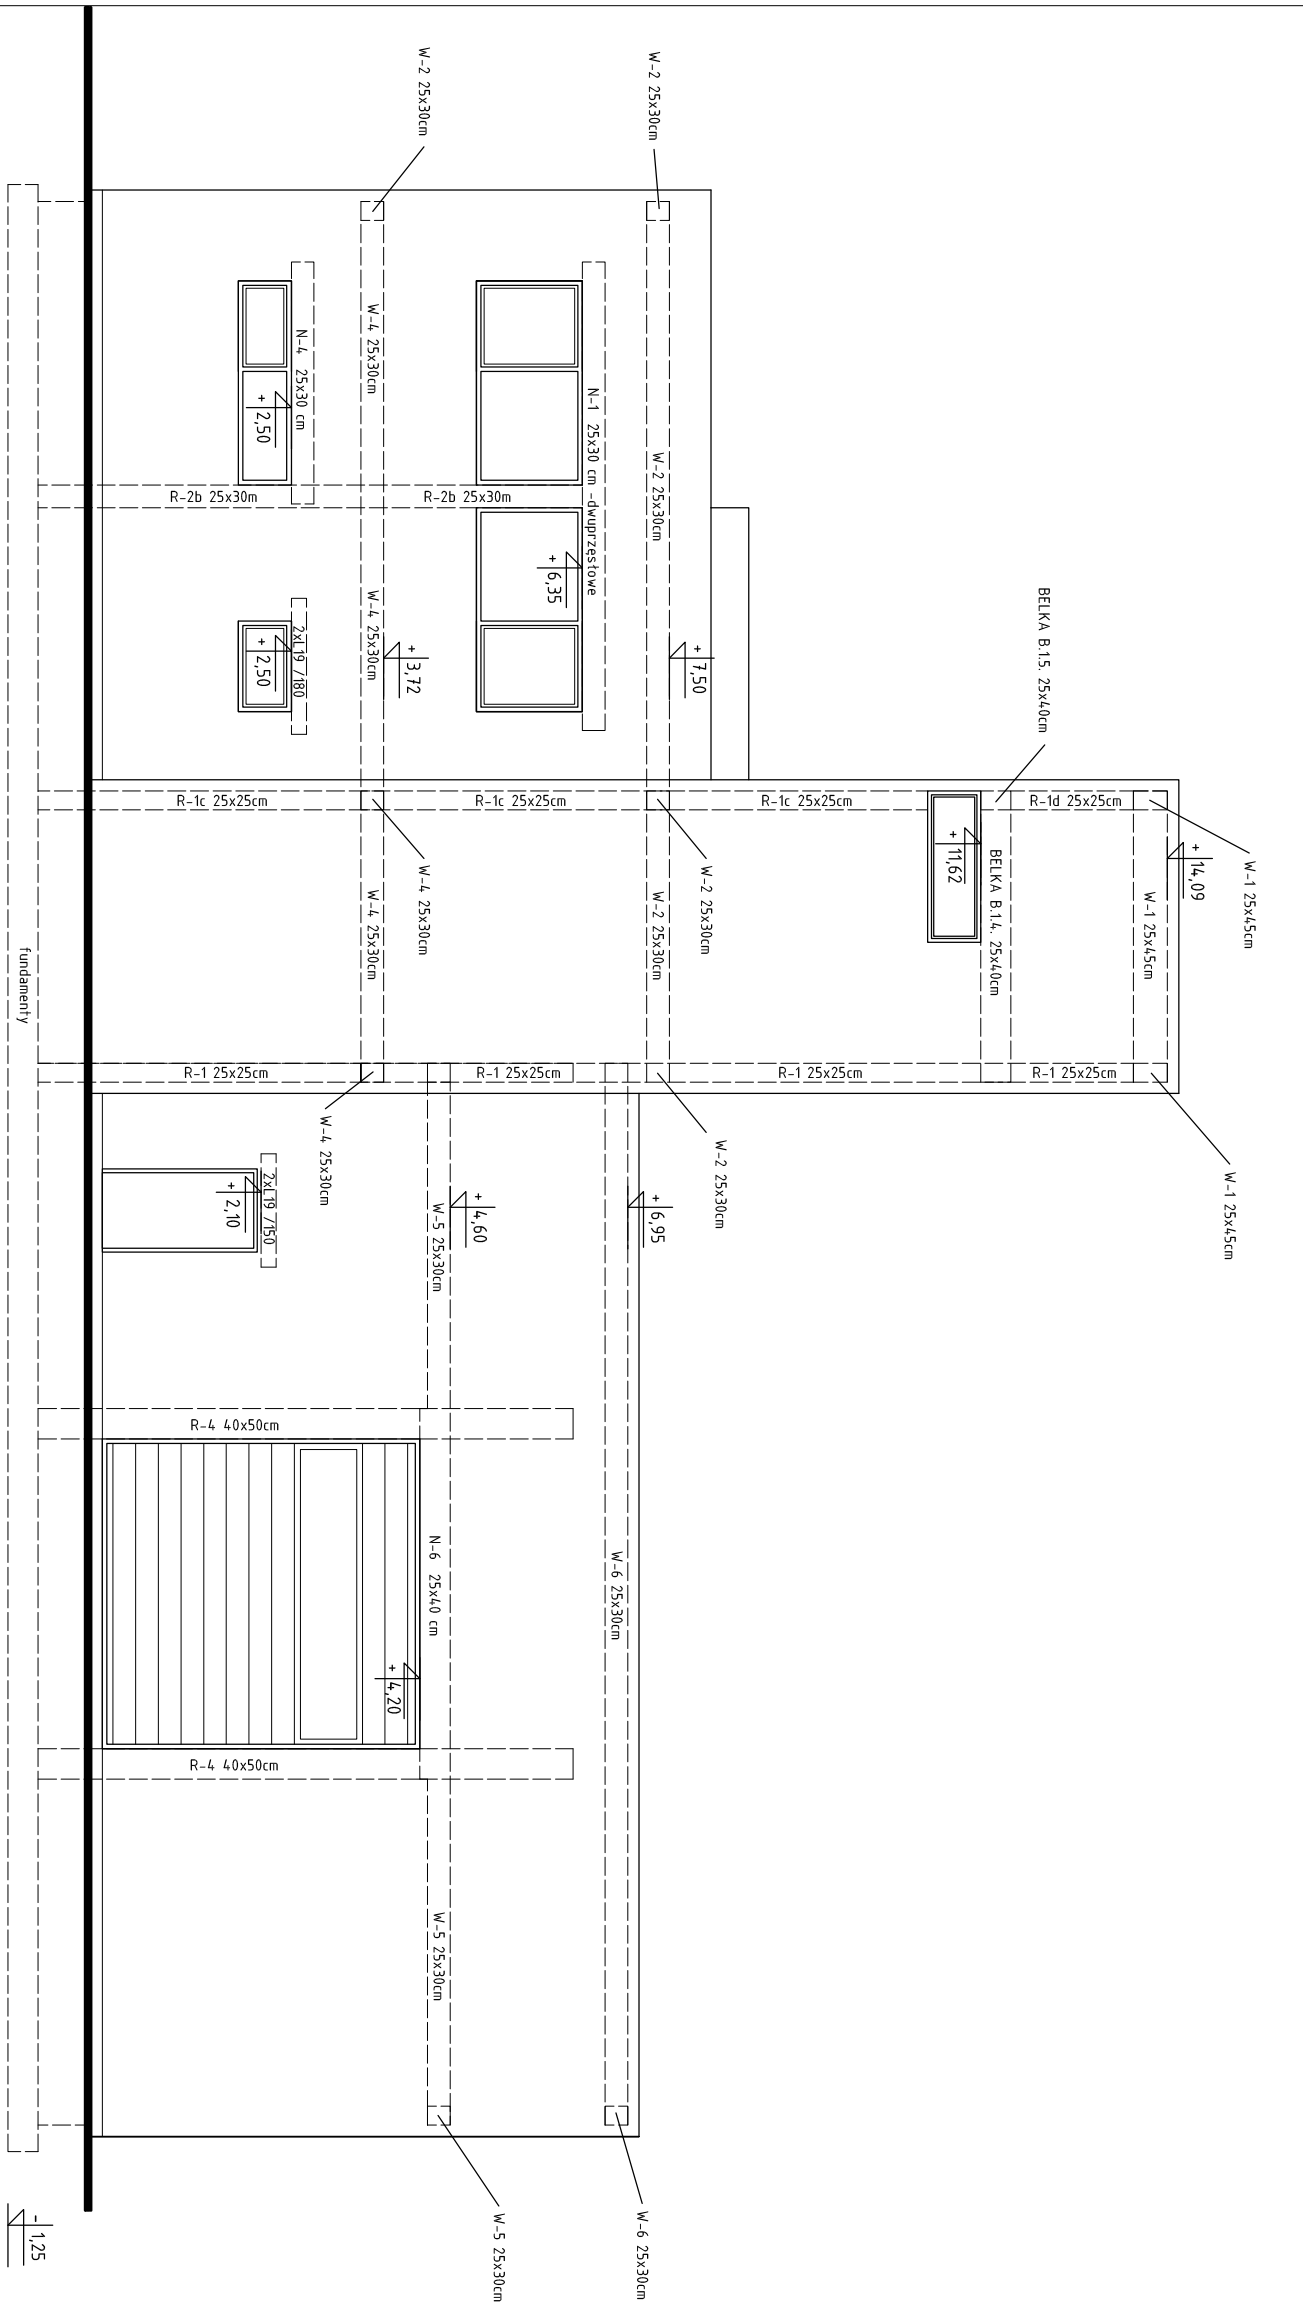 W-1 25x45cm
+ 14,09
W-1 25x45cm
W-1 25x45cm
BELKA B.1.5. 25x40cm
R-1d 25x25cm
R-1 25x25cm
BELKA B.1.4. 25x40cm
+ 11,62
R-1c 25x25cm
R-1 25x25cm
W-2 25x30cm
+ 7,50
W-2 25x30cm
W-2 25x30cm
W-2 25x30cm
W-2 25x30cm
+ 6,95
W-6 25x30cm
W-6 25x30cm
N-1 25x30 cm -dwuprzęsłowe
+ 6,35
R-2b 25x30m
R-1c 25x25cm
R-1 25x25cm
+ 4,60
W-5 25x30cm
N-6 25x40 cm
W-5 25x30cm
W-5 25x30cm
W-2 25x30cm
+ 3,72
W-4 25x30cm
W-4 25x30cm
W-4 25x30cm
W-4 25x30cm
W-4 25x30cm
+ 4,20
N-4 25x30 cm
+ 2,50
2xL19 /180
+ 2,50
2xL19 /150
+ 2,10
R-2b 25x30m
R-1c 25x25cm
R-1 25x25cm
R-4 40x50cm
R-4 40x50cm
fundamenty
- 1,25